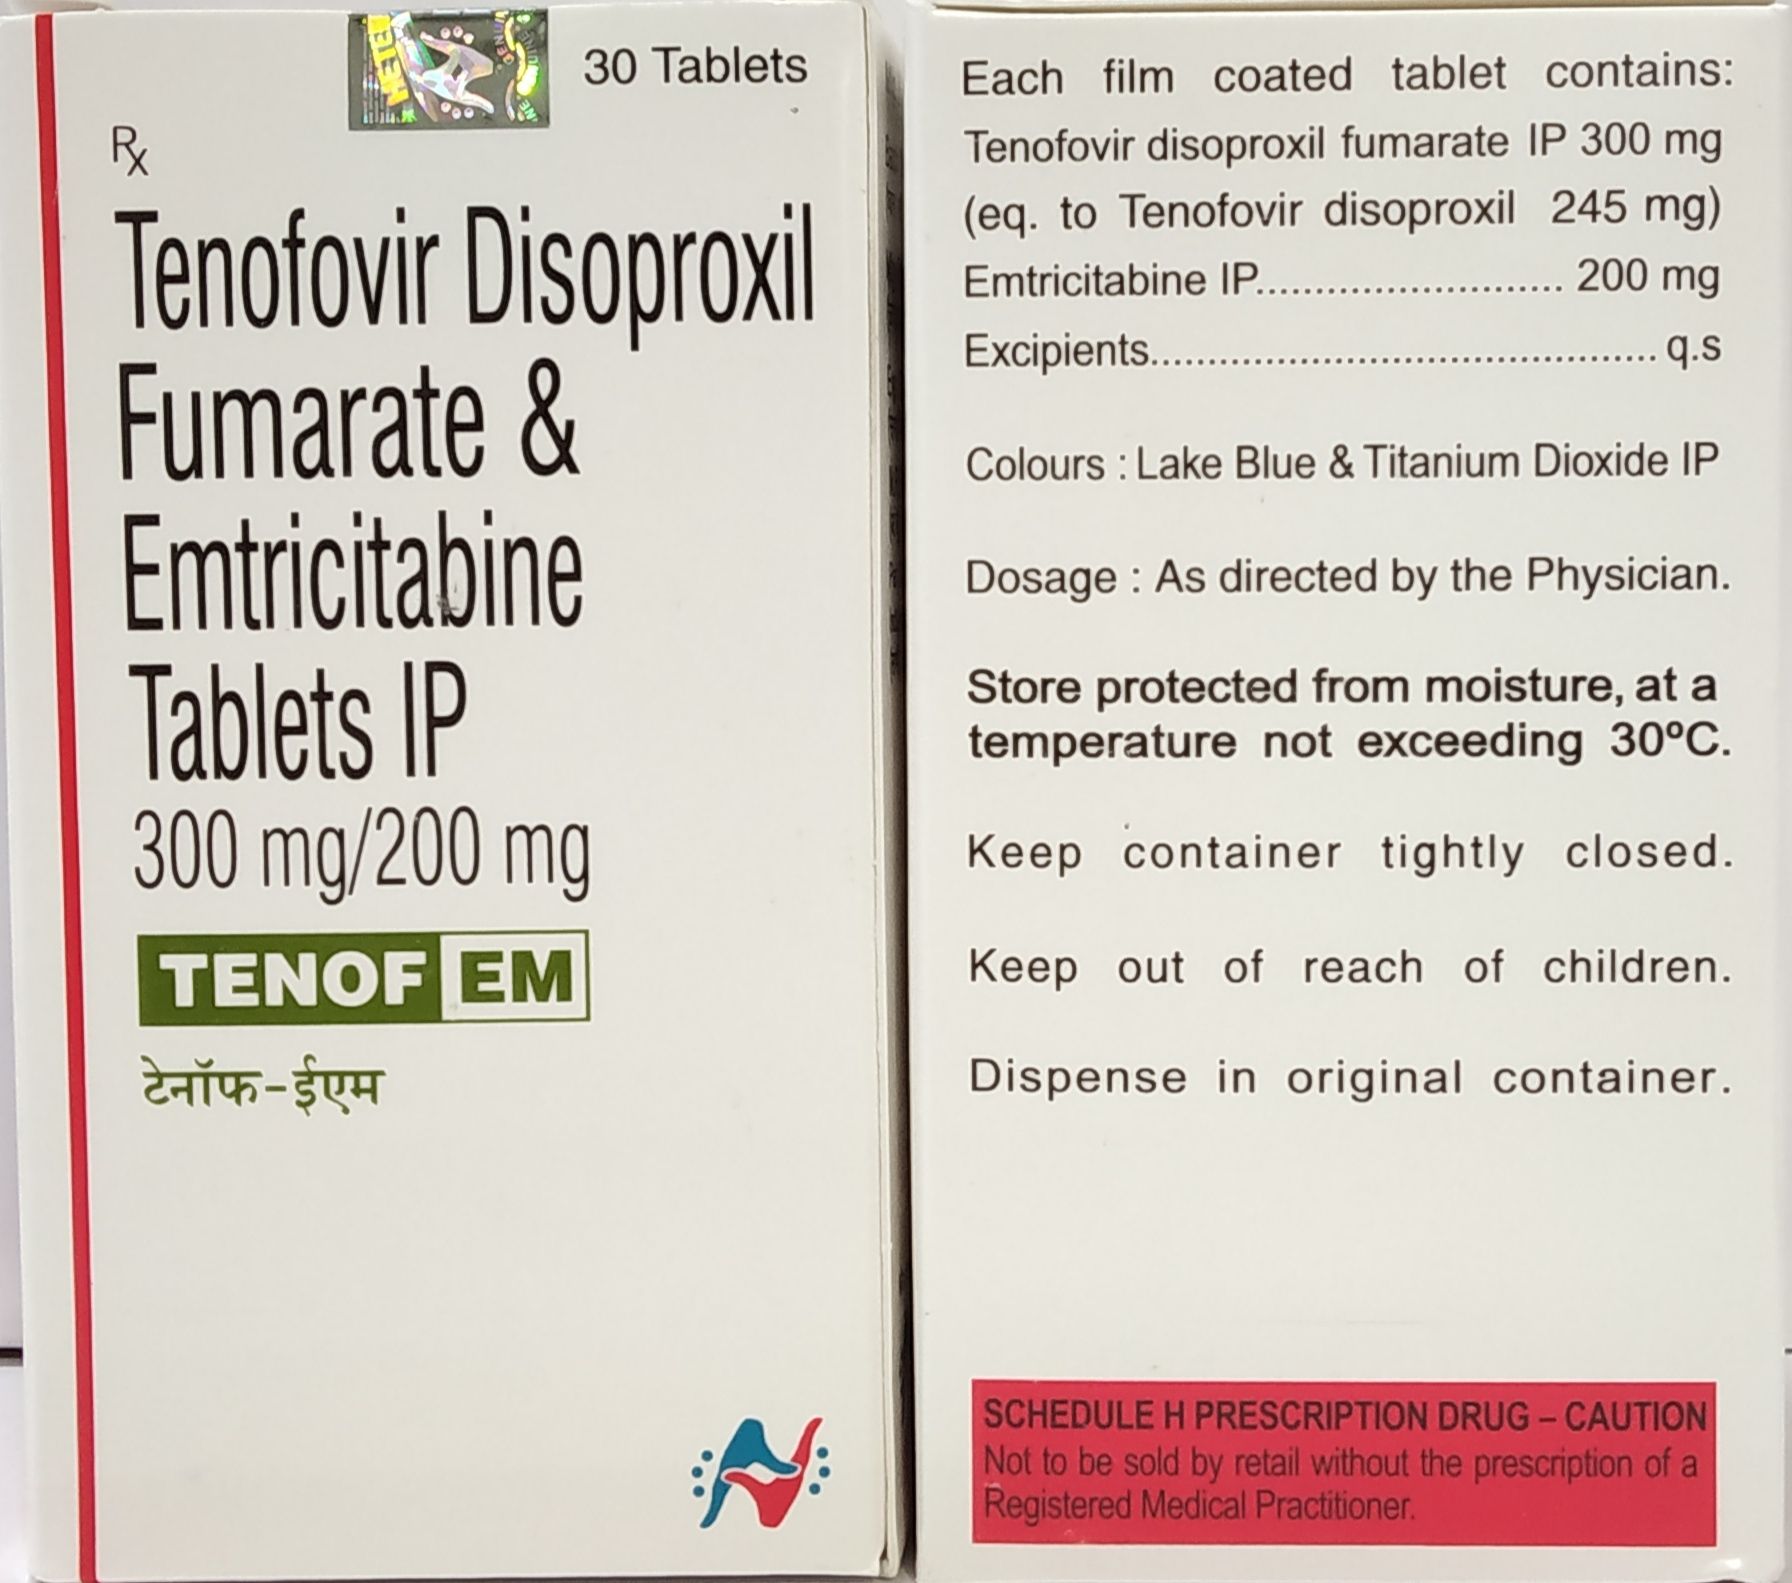 HETERO
30 Tablets
Rx
Tenofovir Disoproxil
Fumarate &
Emtricitabine
Tablets IP
300 mg/200 mg
TENOF EM
टेनॉफ-ईएम
Each film coated tablet contains:
Tenofovir disoproxil fumarate IP 300 mg
(eq. to Tenofovir disoproxil 245 mg)
Emtricitabine IP.......................... 200 mg
Excipients............................................ q.s
Colours : Lake Blue & Titanium Dioxide IP
Dosage : As directed by the Physician.
Store protected from moisture, at a
temperature not exceeding 30ºC.
Keep container tightly closed.
Keep out of reach of children.
Dispense in original container.
SCHEDULE H PRESCRIPTION DRUG – CAUTION
Not to be sold by retail without the prescription of a
Registered Medical Practitioner.